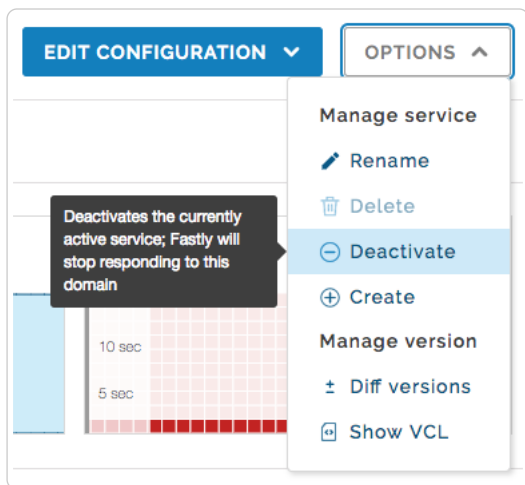 EDIT CONFIGURATION
OPTIONS
Manage service
Rename
Delete
Deactivate
Create
Manage version
Diff versions
Show VCL
Deactivates the currently
active service; Fastly will
stop responding to this
domain
10 sec
5 sec